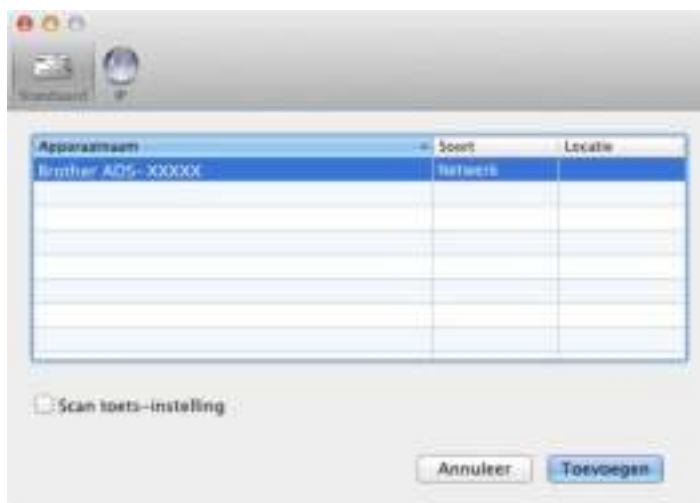 Standaard IP
Apparaatnaam Soort Locatie
Brother ADS-XXXXX Netwerk
Scan toets-instelling
Annuleer Toevoegen